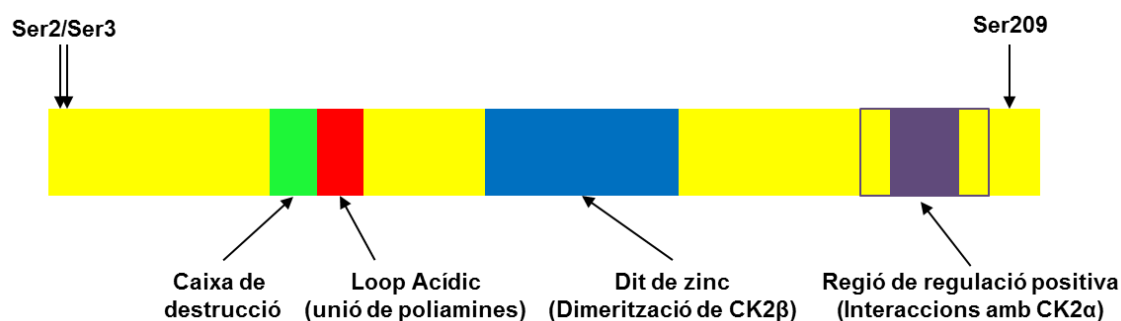 Ser2/Ser3
Ser209
Caixa de
destrucció
Loop Acídic
(unió de poliamines)
Dit de zinc
(Dimerització de CK2β)
Regió de regulació positiva
(Interaccions amb CK2α)